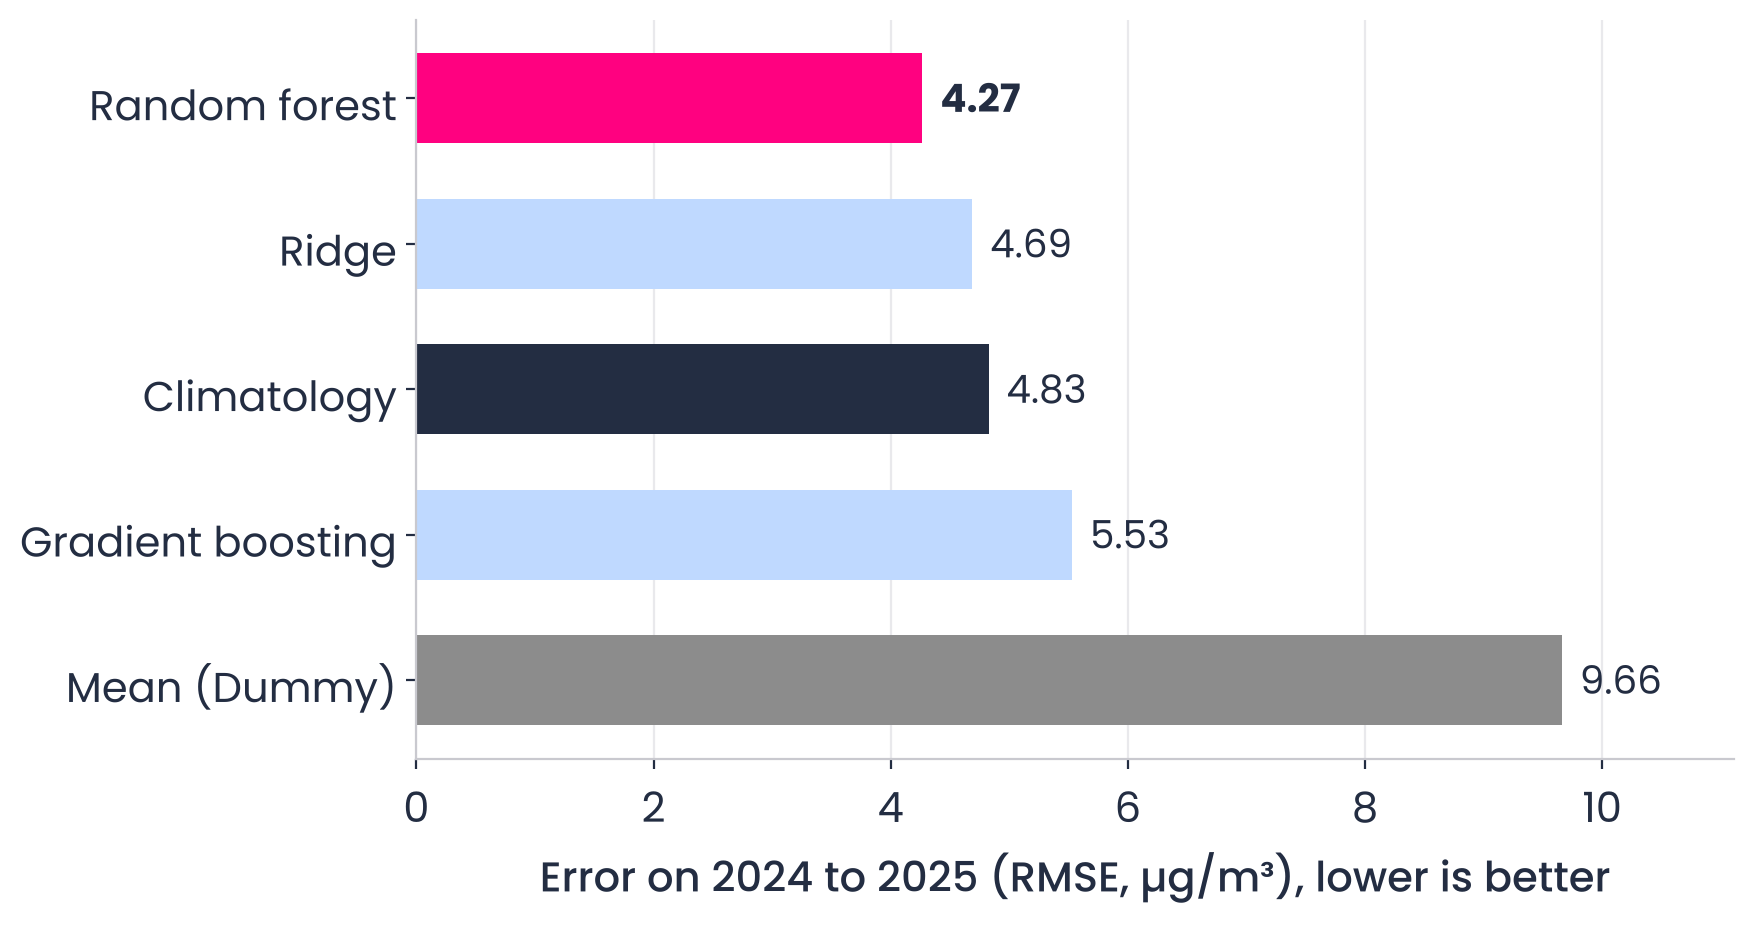 Random forest 4.27
Ridge 4.69
Climatology 4.83
Gradient boosting 5.53
Mean (Dummy) 9.66
0 2 4 6 8 10
Error on 2024 to 2025 (RMSE, µg/m³), lower is better